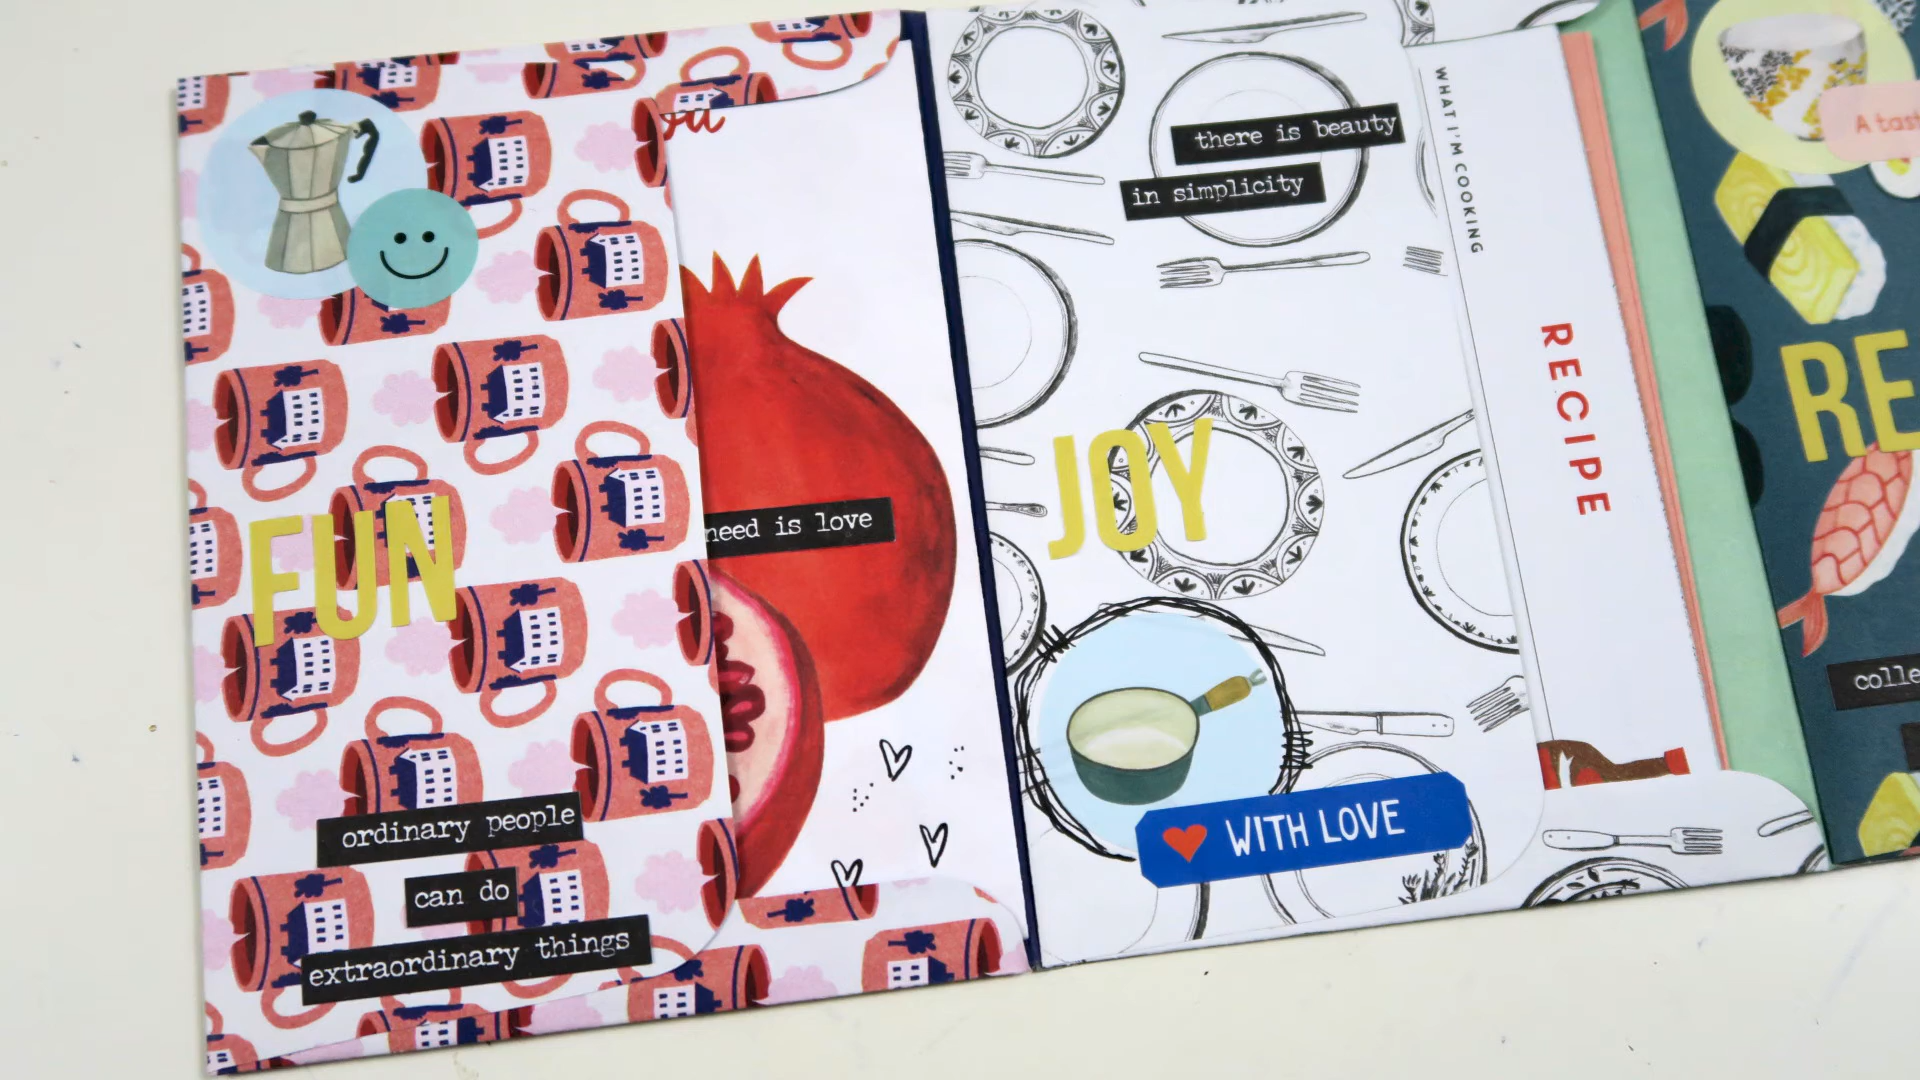 FUN
ordinary people
can do
extraordinary things
need is love
there is beauty
in simplicity
JOY
WITH LOVE
WHAT I'M COOKING
RECIPE
A tast
RE
colle